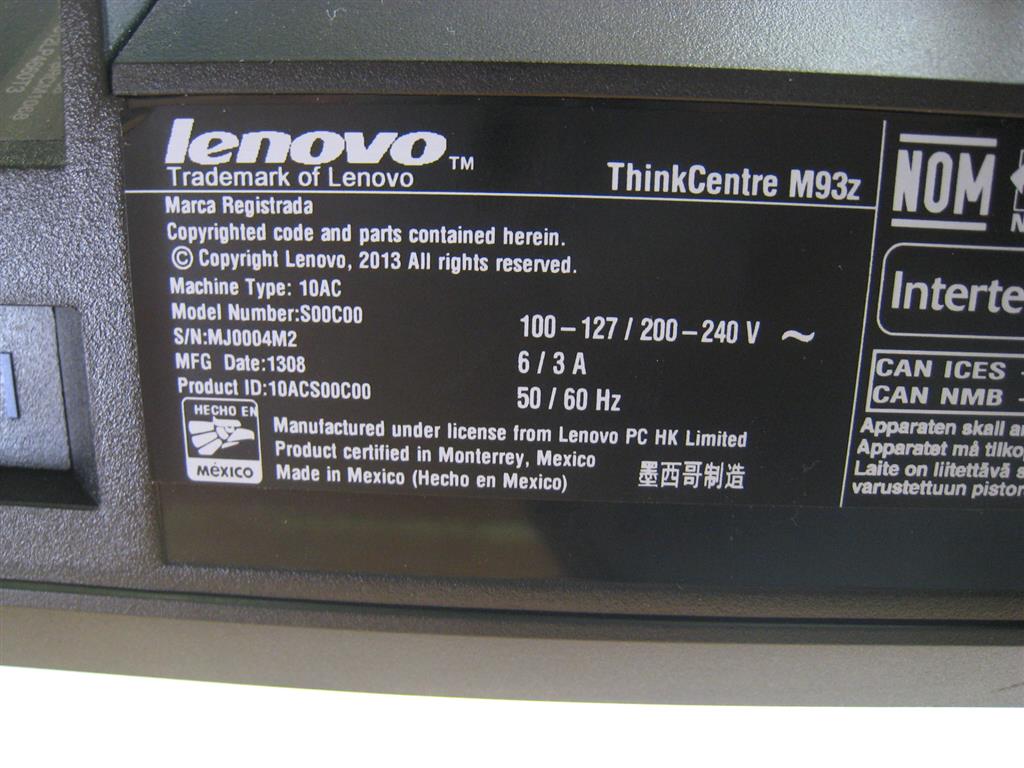 lenovo™
Trademark of Lenovo
ThinkCentre M93z
Marca Registrada
Copyrighted code and parts contained herein.
© Copyright Lenovo, 2013 All rights reserved.
Machine Type: 10AC
Model Number:S00C00
S/N:MJ0004M2
MFG Date:1308
Product ID:10ACS00C00
100–127 / 200–240 V ~
6 / 3 A
50 / 60 Hz
HECHO EN
MÉXICO
Manufactured under license from Lenovo PC HK Limited
Product certified in Monterrey, Mexico
Made in Mexico (Hecho en Mexico)
墨西哥制造
NOM
Interte
CAN ICES -
CAN NMB -
Apparaten skall an
Apparatet må tilko
Laite on liitettävä s
varustettuun pistor